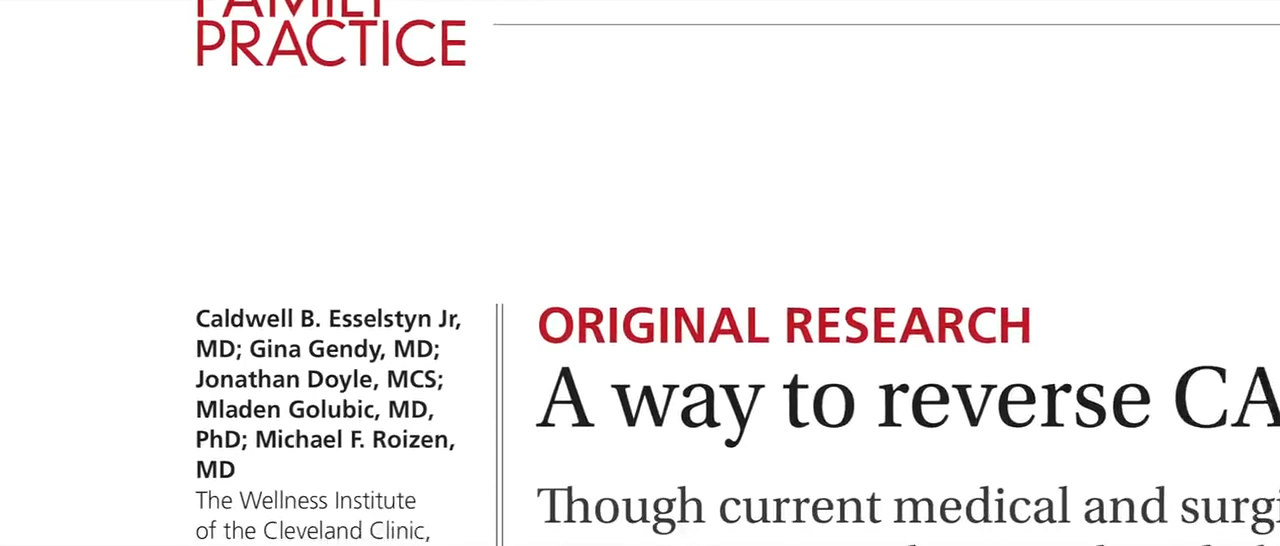 FAMILY
PRACTICE
Caldwell B. Esselstyn Jr,
MD; Gina Gendy, MD;
Jonathan Doyle, MCS;
Mladen Golubic, MD,
PhD; Michael F. Roizen,
MD
The Wellness Institute
of the Cleveland Clinic,
ORIGINAL RESEARCH
A way to reverse CA
Though current medical and surgi